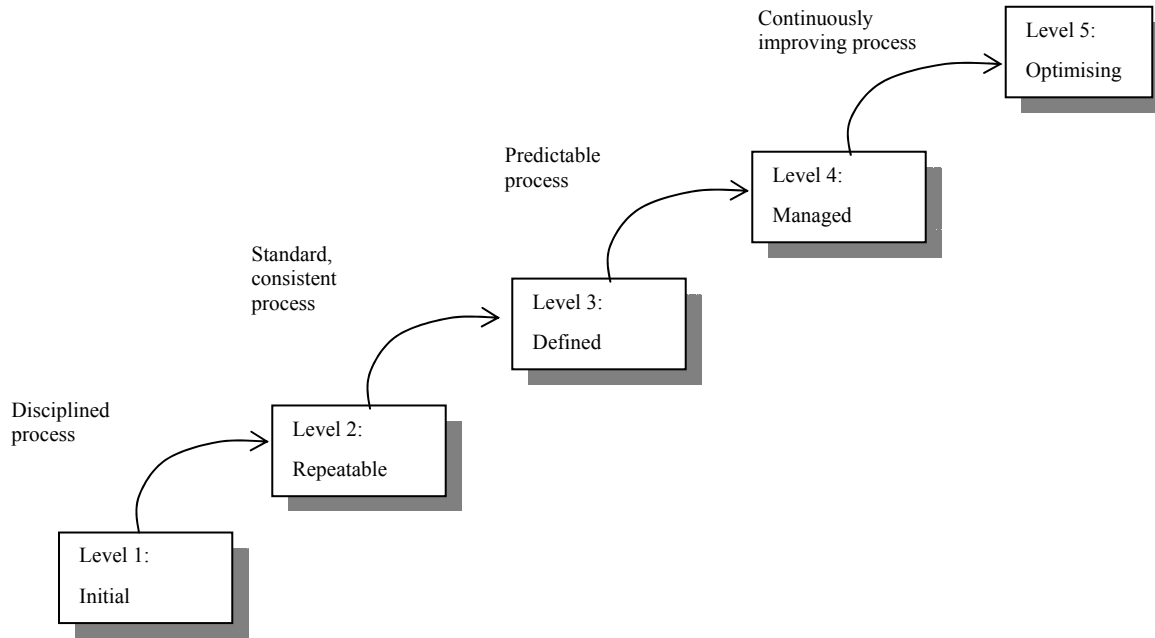 Continuously
improving process
Level 5:
Optimising
Predictable
process
Level 4:
Managed
Standard,
consistent
process
Level 3:
Defined
Disciplined
process
Level 2:
Repeatable
Level 1:
Initial